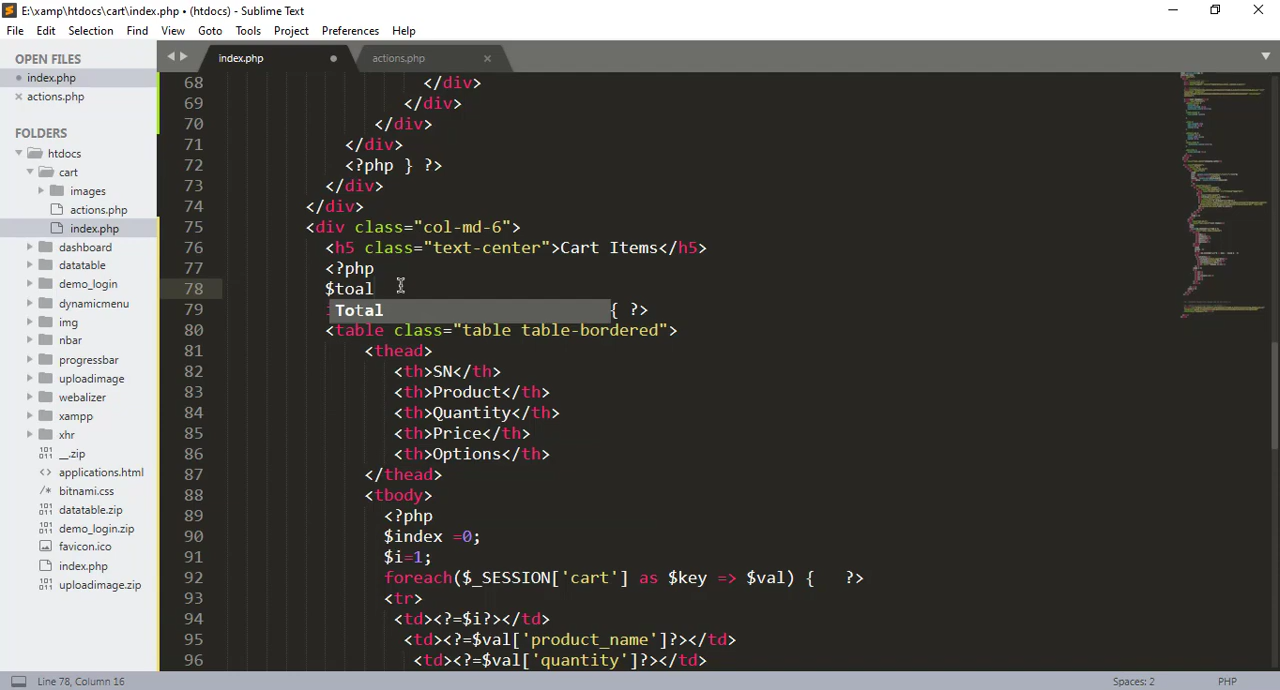 E:\xamp\htdocs\cart\index.php • (htdocs) - Sublime Text
File Edit Selection Find View Goto Tools Project Preferences Help
OPEN FILES
index.php
actions.php
FOLDERS
htdocs
cart
images
actions.php
index.php
dashboard
datatable
demo_login
dynamicmenu
img
nbar
progressbar
uploadimage
webalizer
xampp
xhr
__.zip
applications.html
bitnami.css
datatable.zip
demo_login.zip
favicon.ico
index.php
uploadimage.zip
index.php actions.php
68 </div>
69 </div>
70 </div>
71 </div>
72 <?php } ?>
73 </div>
74 </div>
75 <div class="col-md-6">
76 <h5 class="text-center">Cart Items</h5>
77 <?php
78 $toal
Total
79 { ?>
80 <table class="table table-bordered">
81 <thead>
82 <th>SN</th>
83 <th>Product</th>
84 <th>Quantity</th>
85 <th>Price</th>
86 <th>Options</th>
87 </thead>
88 <tbody>
89 <?php
90 $index =0;
91 $i=1;
92 foreach($_SESSION['cart'] as $key => $val) { ?>
93 <tr>
94 <td><?=$i?></td>
95 <td><?=$val['product_name']?></td>
96 <td><?=$val['quantity']?></td>
Line 78, Column 16 Spaces: 2 PHP